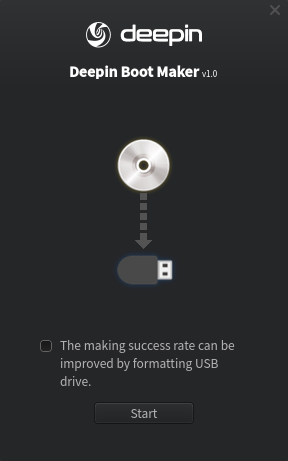 deepin
Deepin Boot Maker v1.0
The making success rate can be
improved by formatting USB
drive.
Start